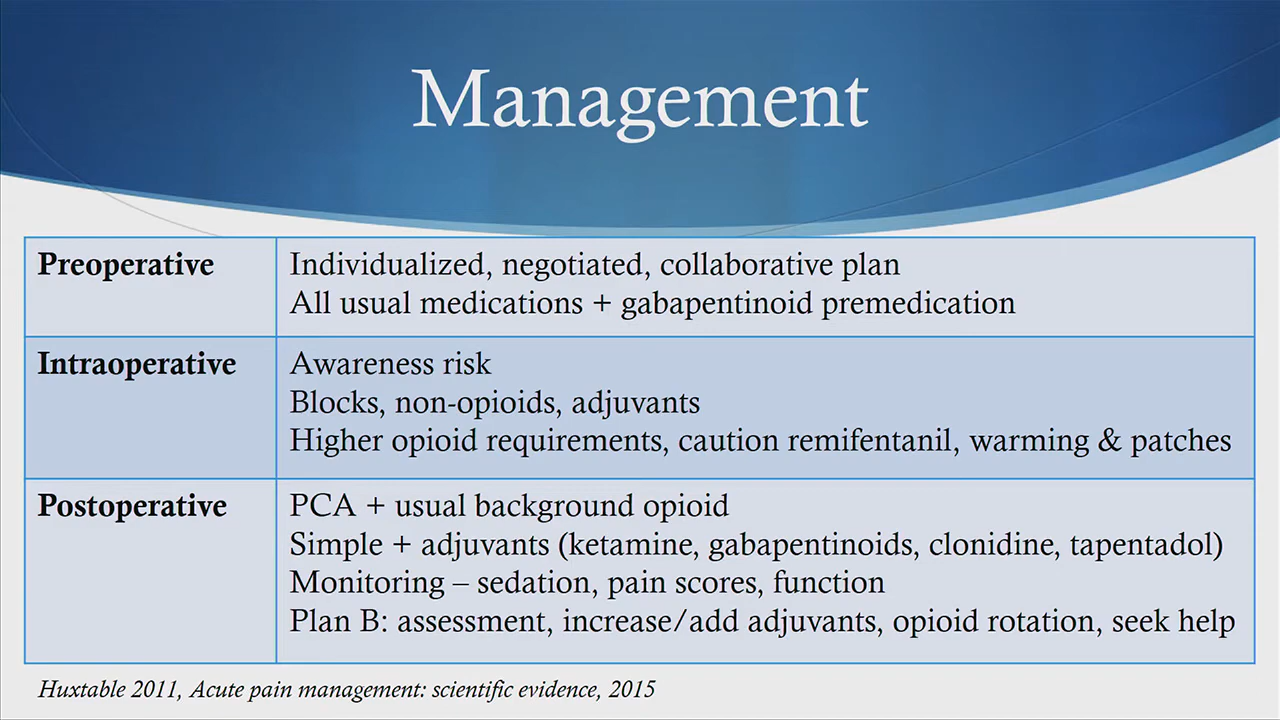 Management
Preoperative
Individualized, negotiated, collaborative plan
All usual medications + gabapentinoid premedication
Intraoperative
Awareness risk
Blocks, non-opioids, adjuvants
Higher opioid requirements, caution remifentanil, warming & patches
Postoperative
PCA + usual background opioid
Simple + adjuvants (ketamine, gabapentinoids, clonidine, tapentadol)
Monitoring – sedation, pain scores, function
Plan B: assessment, increase/add adjuvants, opioid rotation, seek help
Huxtable 2011, Acute pain management: scientific evidence, 2015